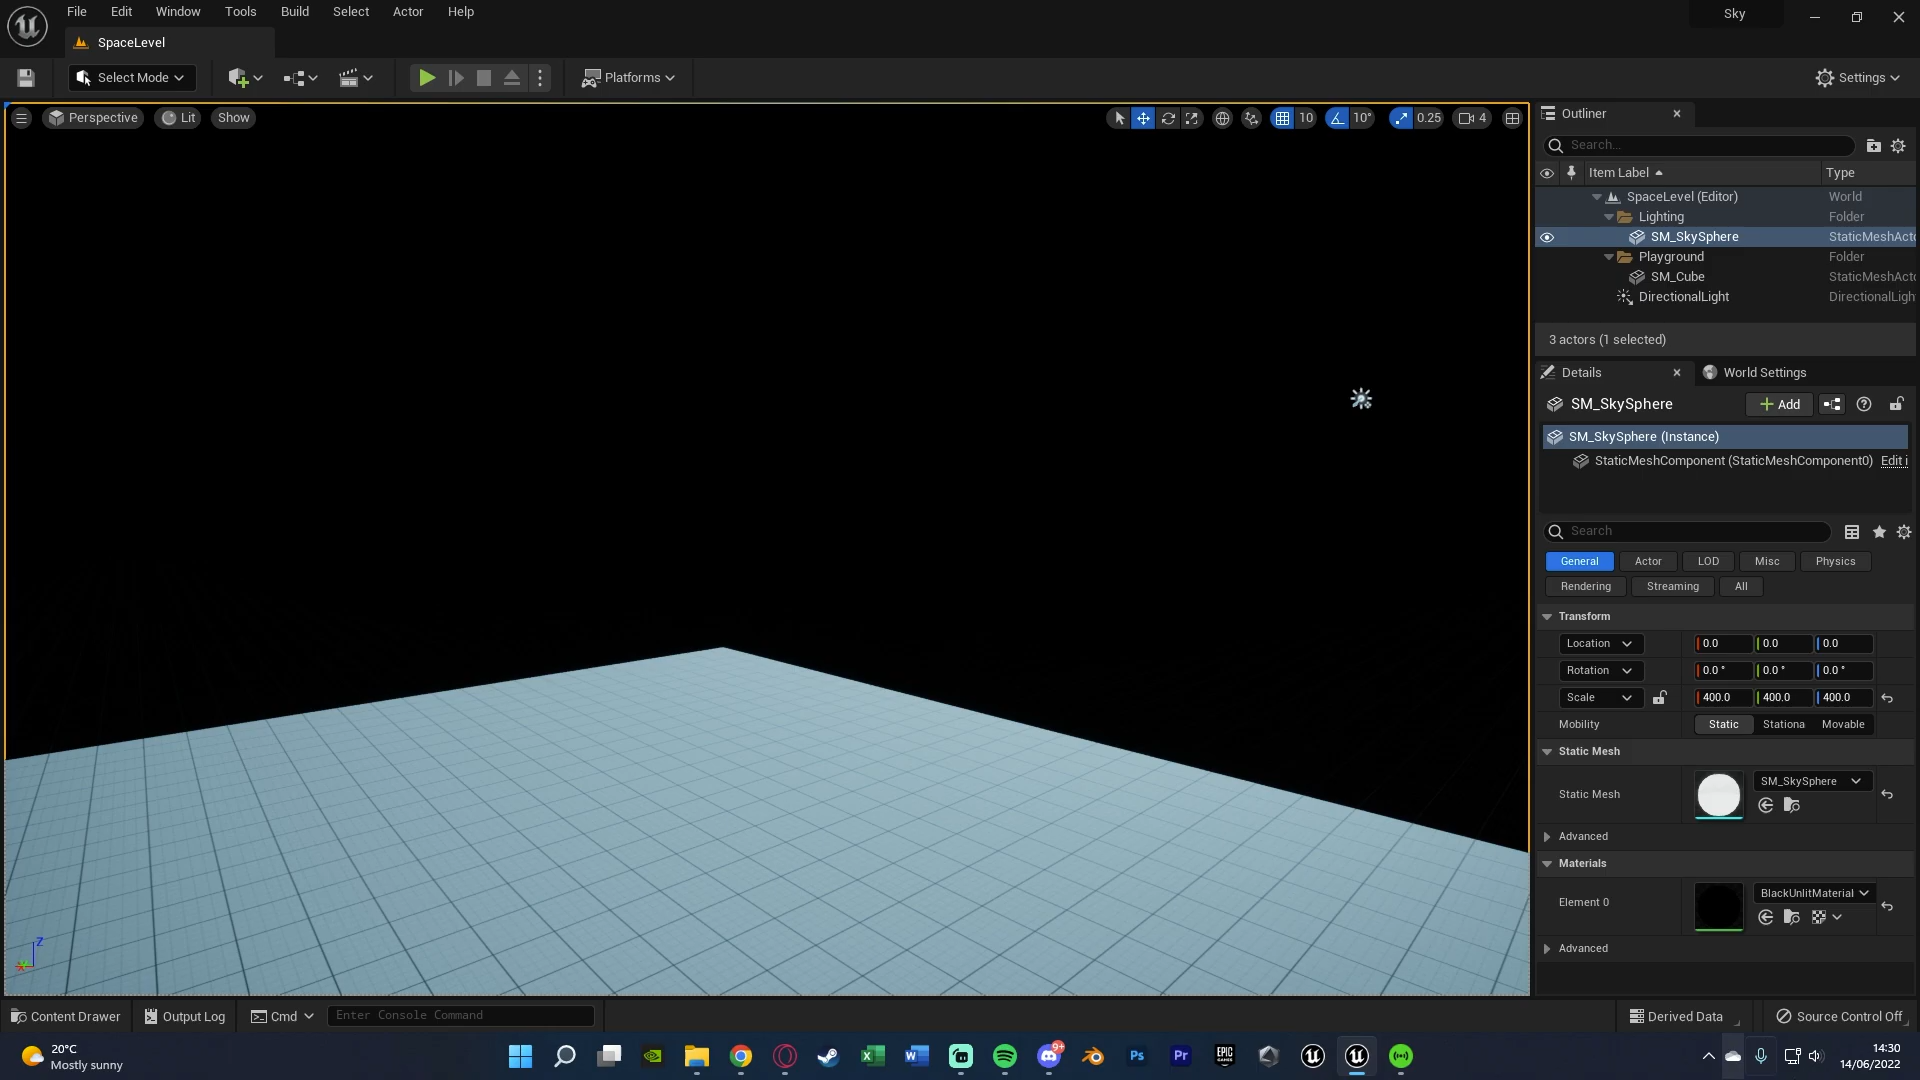 File Edit Window Tools Build Select Actor Help
Sky
SpaceLevel
Select Mode
Platforms
Settings
Perspective Lit Show
10 10° 0.25 4
Outliner
Search...
Item Label Type
SpaceLevel (Editor) World
Lighting Folder
SM_SkySphere StaticMeshActo
Playground Folder
SM_Cube StaticMeshActo
DirectionalLight DirectionalLigh
3 actors (1 selected)
Details World Settings
SM_SkySphere Add
SM_SkySphere (Instance)
StaticMeshComponent (StaticMeshComponent0) Edit i
Search
General Actor LOD Misc Physics
Rendering Streaming All
Transform
Location 0.0 0.0 0.0
Rotation 0.0 ° 0.0 ° 0.0 °
Scale 400.0 400.0 400.0
Mobility Static Stationa Movable
Static Mesh
Static Mesh SM_SkySphere
Advanced
Materials
Element 0 BlackUnlitMaterial
Advanced
Z
Content Drawer Output Log Cmd Enter Console Command Derived Data Source Control Off
20°C
Mostly sunny
9+
Ps Pr
EPIC GAMES
14:30
14/06/2022